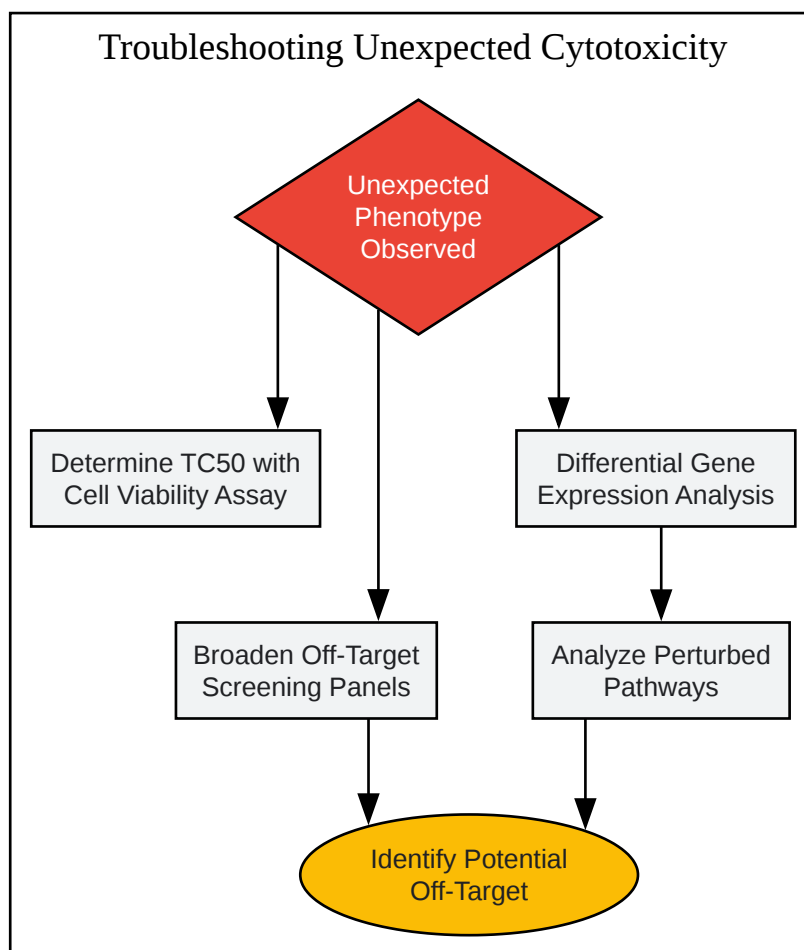 Troubleshooting Unexpected Cytotoxicity
Unexpected
Phenotype
Observed
Determine TC50 with
Cell Viability Assay
Differential Gene
Expression Analysis
Broaden Off-Target
Screening Panels
Analyze Perturbed
Pathways
Identify Potential
Off-Target